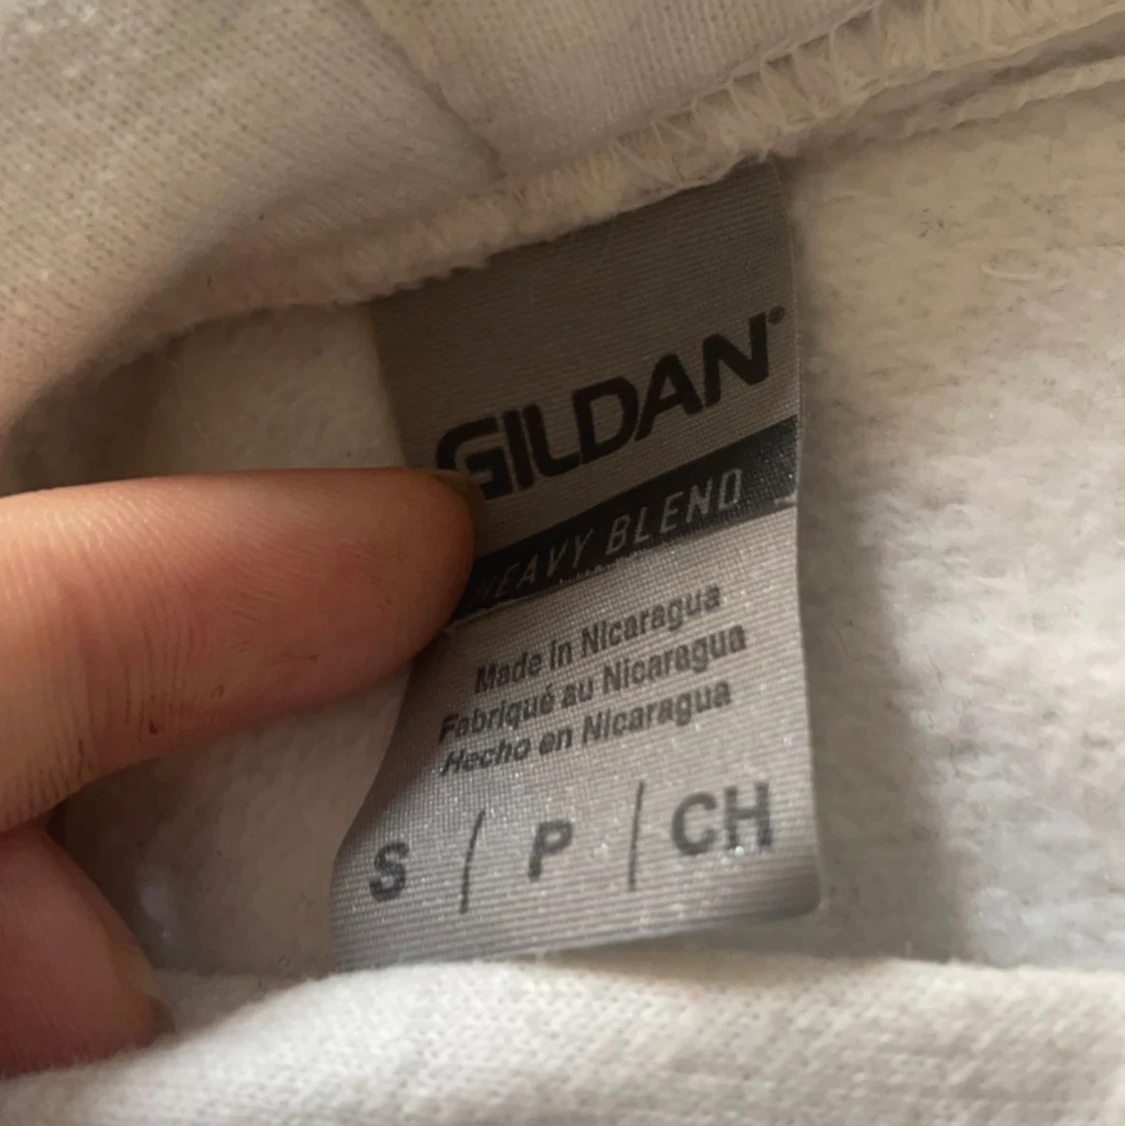 GILDAN®
HEAVY BLEND
Made in Nicaragua
Fabriqué au Nicaragua
Hecho en Nicaragua
S / P / CH